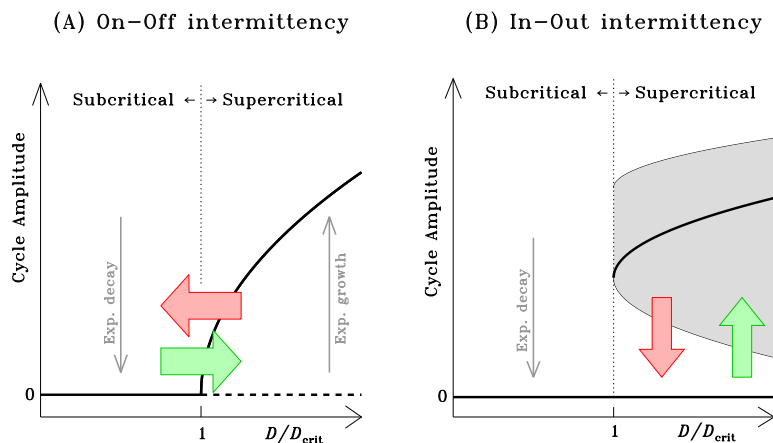 (A) On-Off intermittency
(B) In-Out intermittency
Subcritical ← → Supercritical
Subcritical ← → Supercritical
Cycle Amplitude
Cycle Amplitude
Exp. decay
Exp. growth
Exp. decay
0
0
1
D/Dcrit
1
D/Dcrit